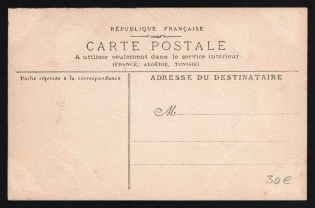 RÉPUBLIQUE FRANÇAISE
CARTE POSTALE
A utiliser seulement dans le service intérieur
(FRANCE, ALGÉRIE, TUNISIE)
Partie réservée à la correspondance
ADRESSE DU DESTINATAIRE
M
30€